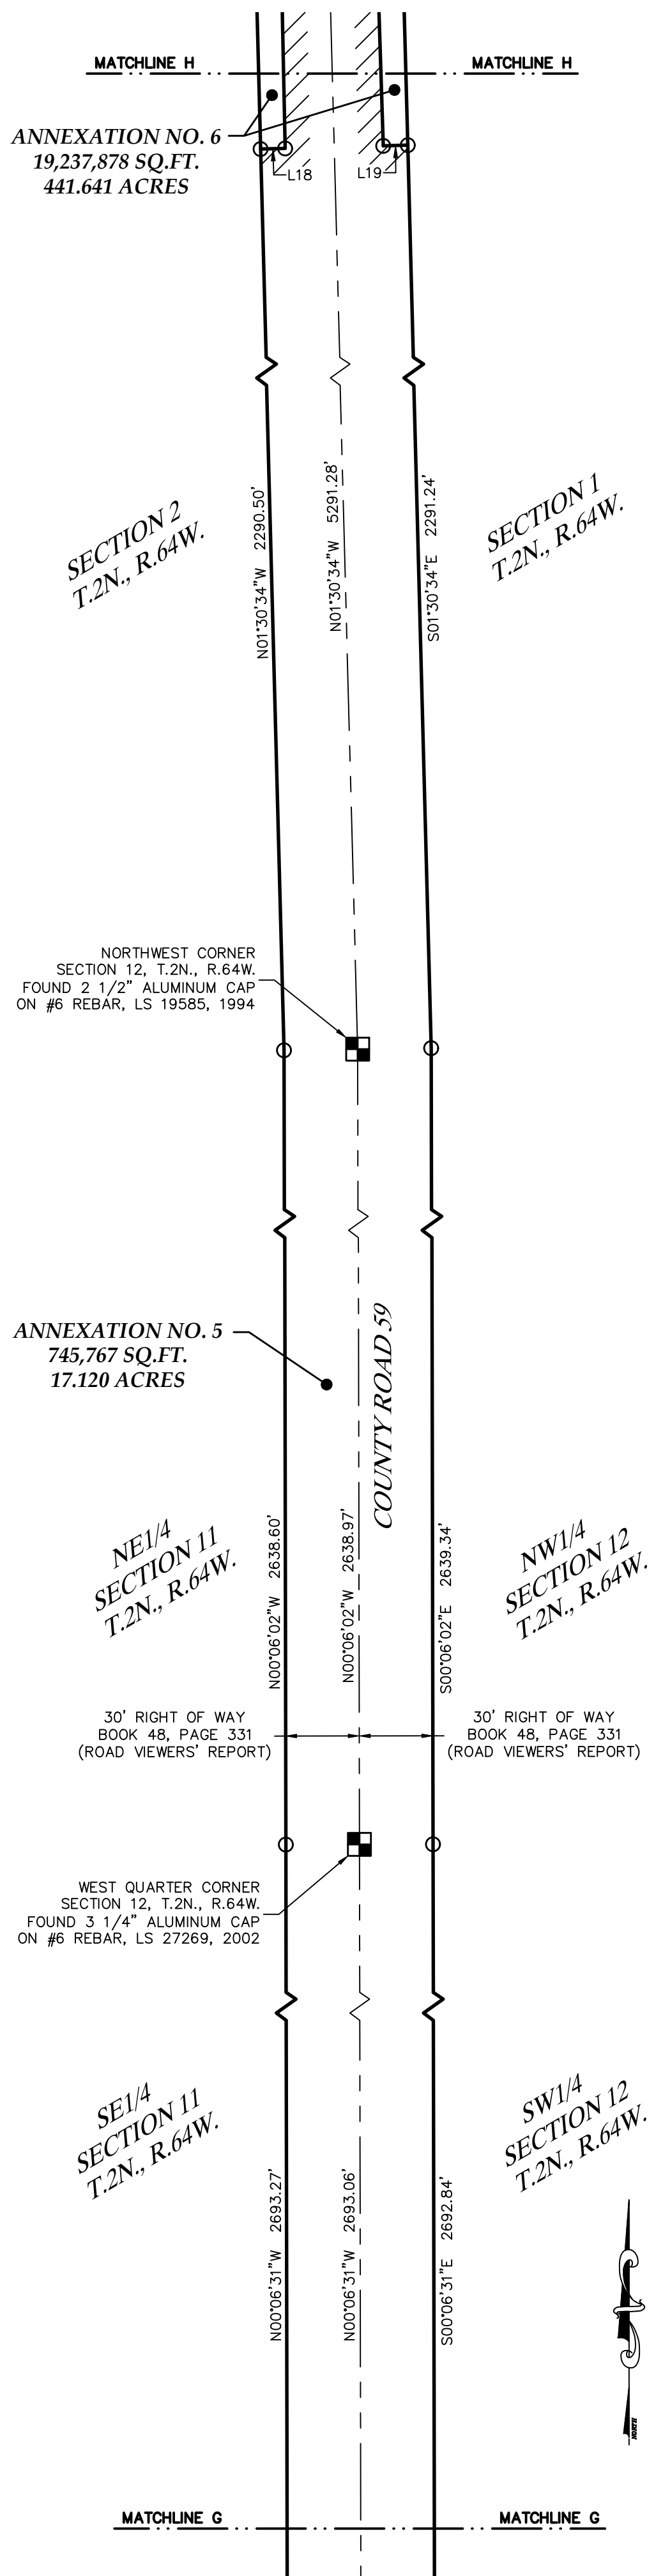 MATCHLINE H
MATCHLINE H
ANNEXATION NO. 6
19,237,878 SQ.FT.
441.641 ACRES
L18
L19
SECTION 2
T.2N., R.64W.
N01°30'34"W 2290.50'
N01°30'34"W 5291.28'
S01°30'34"E 2291.24'
SECTION 1
T.2N., R.64W.
NORTHWEST CORNER
SECTION 12, T.2N., R.64W.
FOUND 2 1/2" ALUMINUM CAP
ON #6 REBAR, LS 19585, 1994
ANNEXATION NO. 5
745,767 SQ.FT.
17.120 ACRES
COUNTY ROAD 59
NE1/4
SECTION 11
T.2N., R.64W.
N00°06'02"W 2638.60'
N00°06'02"W 2638.97'
S00°06'02"E 2639.34'
NW1/4
SECTION 12
T.2N., R.64W.
30' RIGHT OF WAY
BOOK 48, PAGE 331
(ROAD VIEWERS' REPORT)
30' RIGHT OF WAY
BOOK 48, PAGE 331
(ROAD VIEWERS' REPORT)
WEST QUARTER CORNER
SECTION 12, T.2N., R.64W.
FOUND 3 1/4" ALUMINUM CAP
ON #6 REBAR, LS 27269, 2002
SE1/4
SECTION 11
T.2N., R.64W.
N00°06'31"W 2693.27'
N00°06'31"W 2693.06'
S00°06'31"E 2692.84'
SW1/4
SECTION 12
T.2N., R.64W.
NORTH
MATCHLINE G
MATCHLINE G